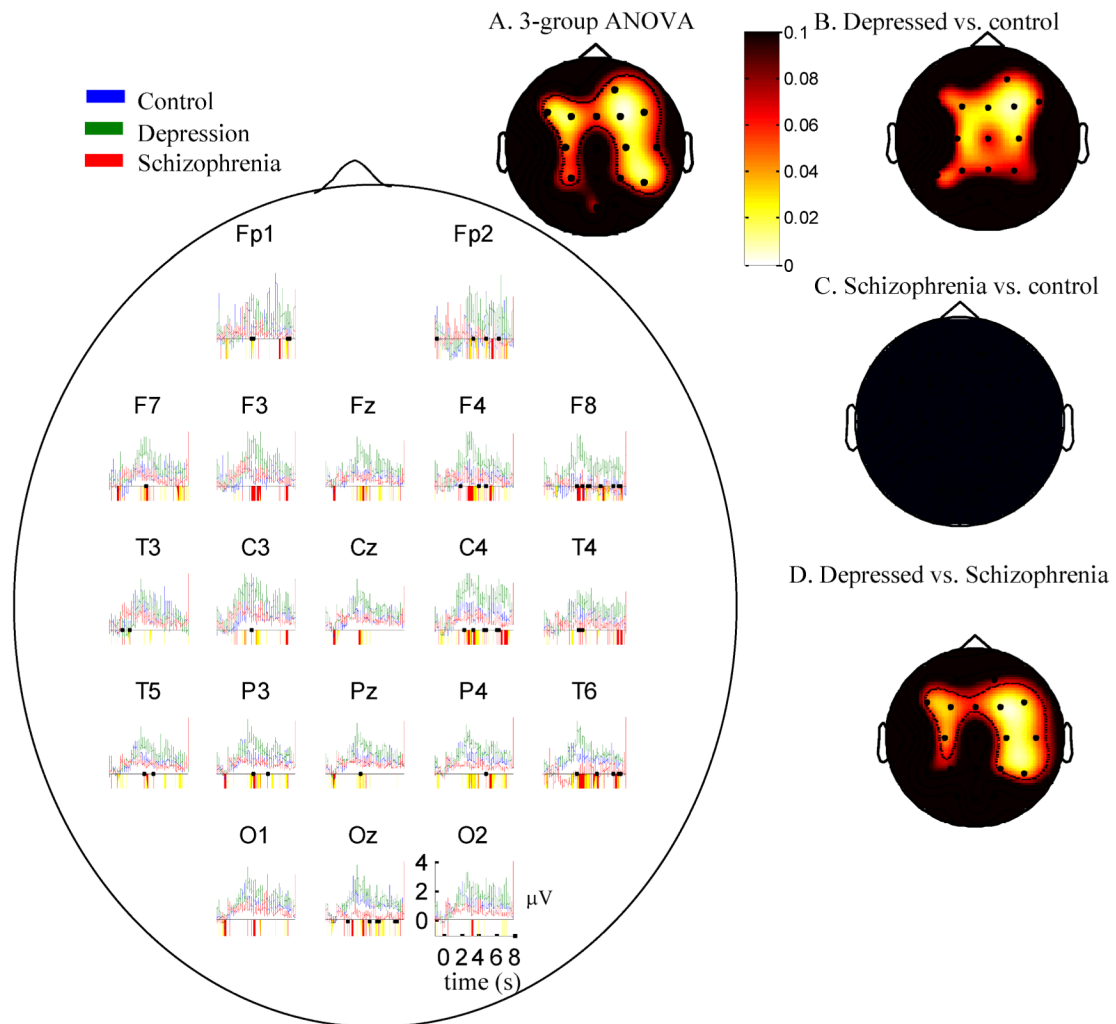 A. 3-group ANOVA
B. Depressed vs. control
0.1
0.08
0.06
0.04
0.02
0
Control
Depression
Schizophrenia
C. Schizophrenia vs. control
D. Depressed vs. Schizophrenia
Fp1 Fp2
F7 F3 Fz F4 F8
T3 C3 Cz C4 T4
T5 P3 Pz P4 T6
O1 Oz O2
4
2
0
μV
0 2 4 6 8
time (s)